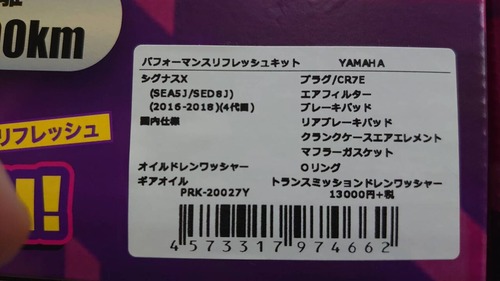 00km
リフレッシュ
!
パフォーマンスリフレッシュキット YAMAHA
シグナスX プラグ/CR7E
(SEA5J/SED8J) エアフィルター
(2016-2018)(4代目) ブレーキパッド
国内仕様 リアブレーキパッド
クランクケースエアエレメント
マフラーガスケット
オイルドレンワッシャー Oリング
ギアオイル トランスミッションドレンワッシャー
PRK-20027Y 13000円+税
4573317974662